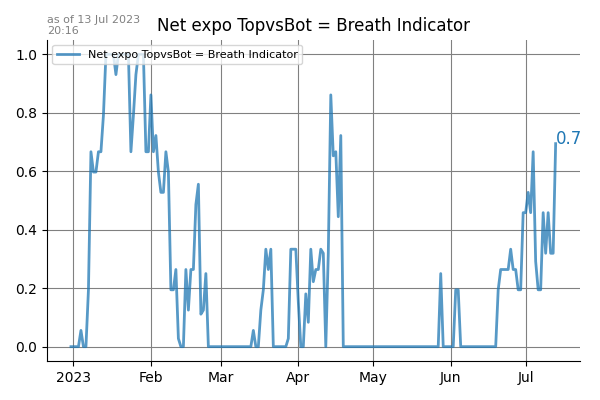 as of 13 Jul 2023
20:16
Net expo TopvsBot = Breath Indicator
Net expo TopvsBot = Breath Indicator
1.0
0.8
0.6
0.4
0.2
0.0
0.7
2023 Feb Mar Apr May Jun Jul